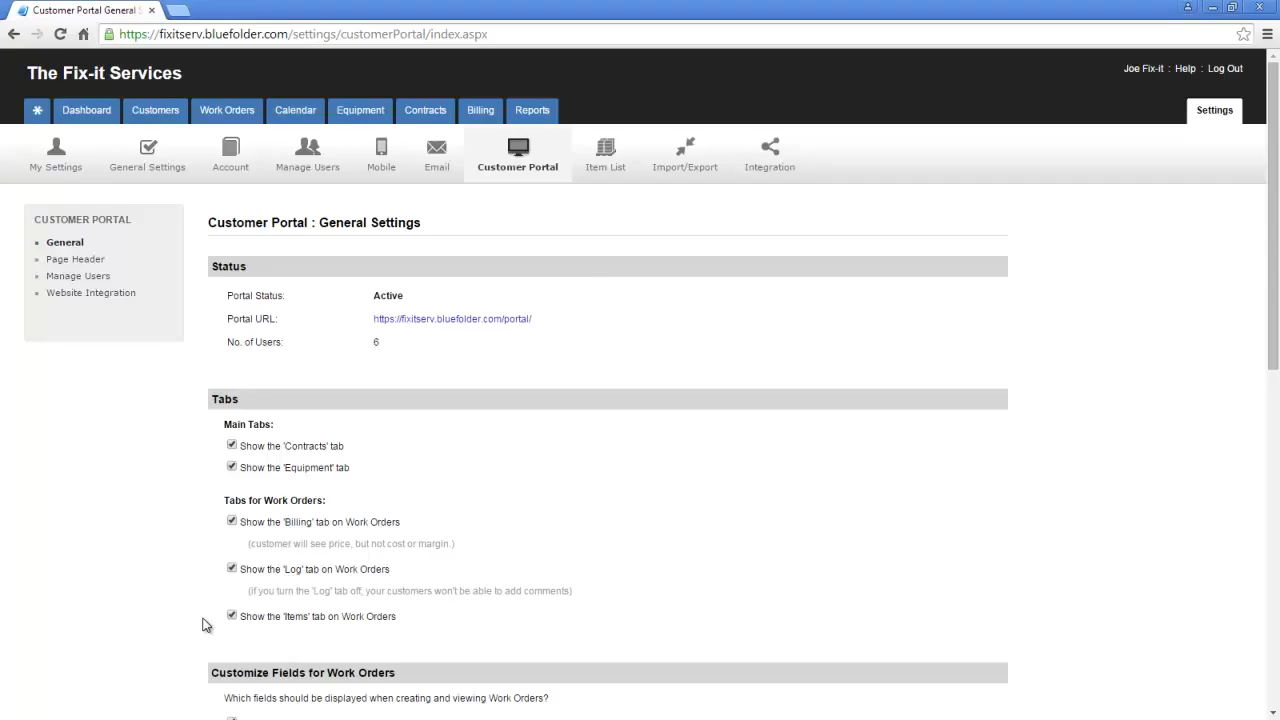 Customer Portal General S
https://fixitserv.bluefolder.com/settings/customerPortal/index.aspx
The Fix-it Services
Joe Fix-it : Help : Log Out
Dashboard Customers Work Orders Calendar Equipment Contracts Billing Reports Settings
My Settings General Settings Account Manage Users Mobile Email Customer Portal Item List Import/Export Integration
CUSTOMER PORTAL
General
Page Header
Manage Users
Website Integration
Customer Portal : General Settings
Status
Portal Status: Active
Portal URL: https://fixitserv.bluefolder.com/portal/
No. of Users: 6
Tabs
Main Tabs:
Show the 'Contracts' tab
Show the 'Equipment' tab
Tabs for Work Orders:
Show the 'Billing' tab on Work Orders
(customer will see price, but not cost or margin.)
Show the 'Log' tab on Work Orders
(if you turn the 'Log' tab off, your customers won't be able to add comments)
Show the 'Items' tab on Work Orders
Customize Fields for Work Orders
Which fields should be displayed when creating and viewing Work Orders?